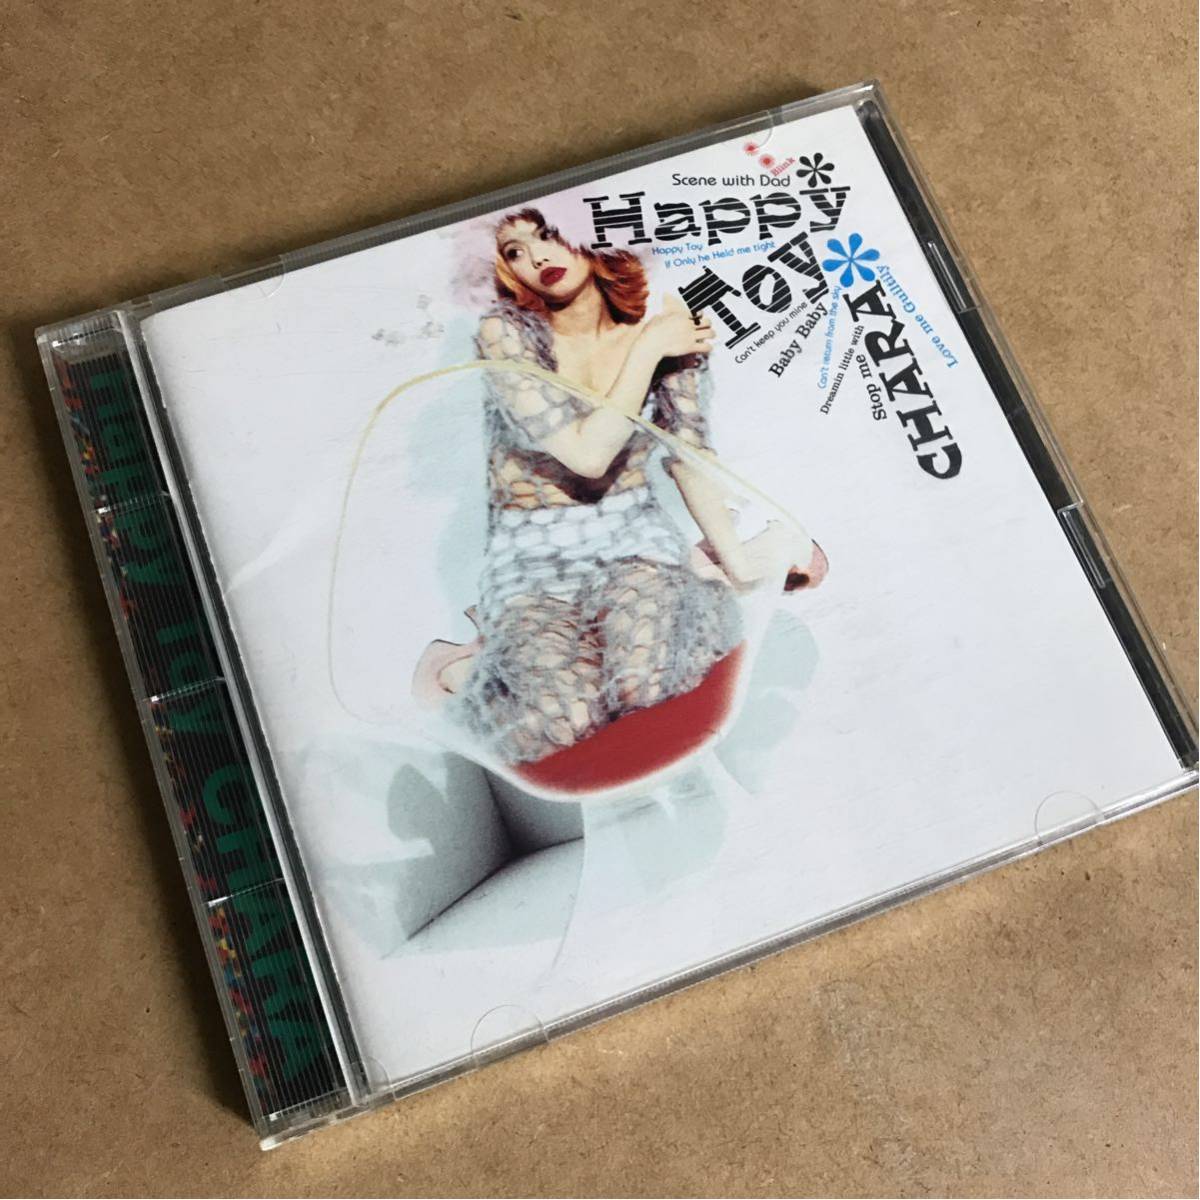 Blink
Scene with Dad
Happy*
Happy Toy
if Only he Held me tight
Toy*
Can't keep you mine
Baby Baby
Can't return from the sky
Dreamin little with
Stop me
CHARA
Love me Guiltily
Happy Toy CHARA